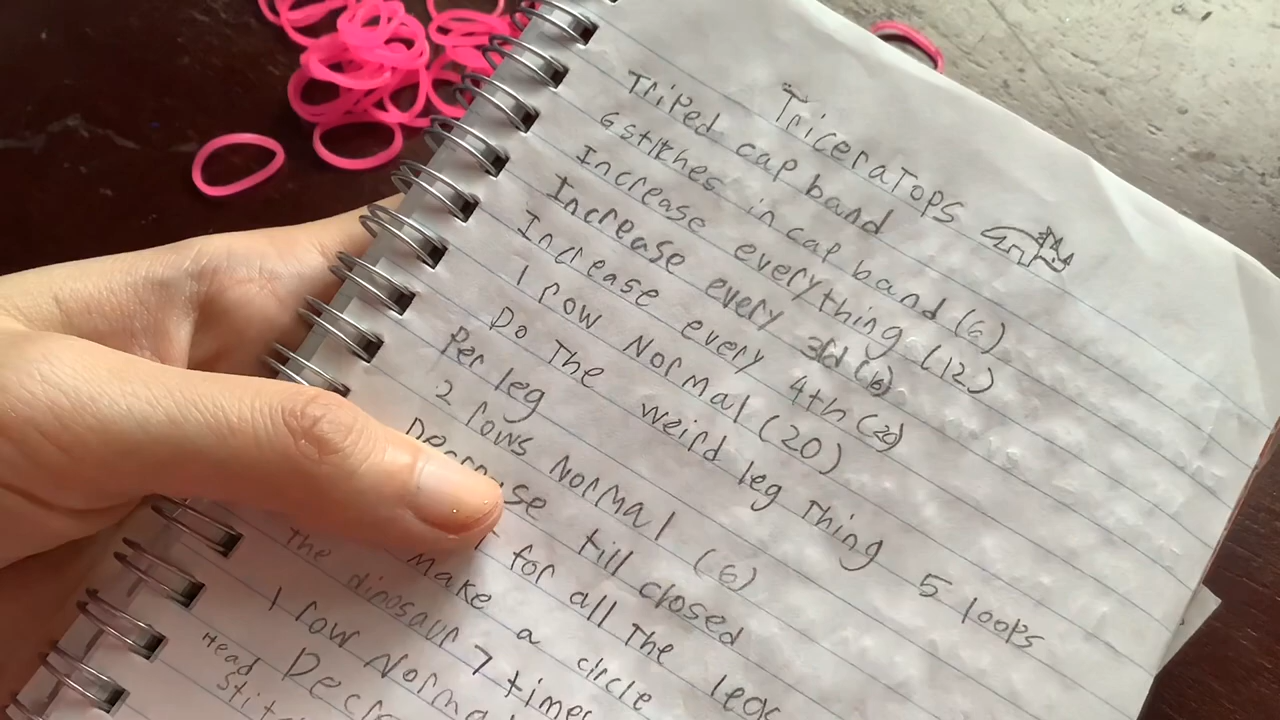 Triceratops
Triped cap band
6 stitches in cap band (6)
Increase everything (12)
Increase every 3rd
Increase every 4th (20)
1 row Normal (20)
Do The weird leg Thing 5 loops
Per leg
2 rows Normal (6)
till closed
for all The legs
make a circle
The dinosaur 7 times
1 row Normal
Head